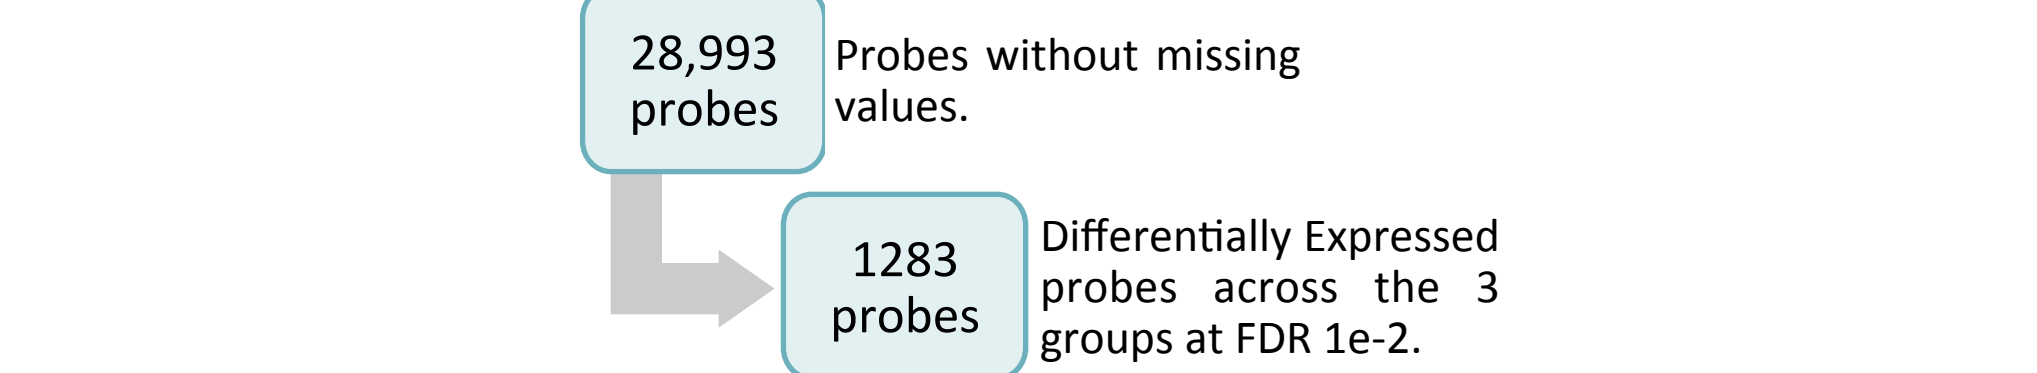 28,993
probes
Probes without missing
values.
1283
probes
Differentially Expressed
probes across the 3
groups at FDR 1e-2.